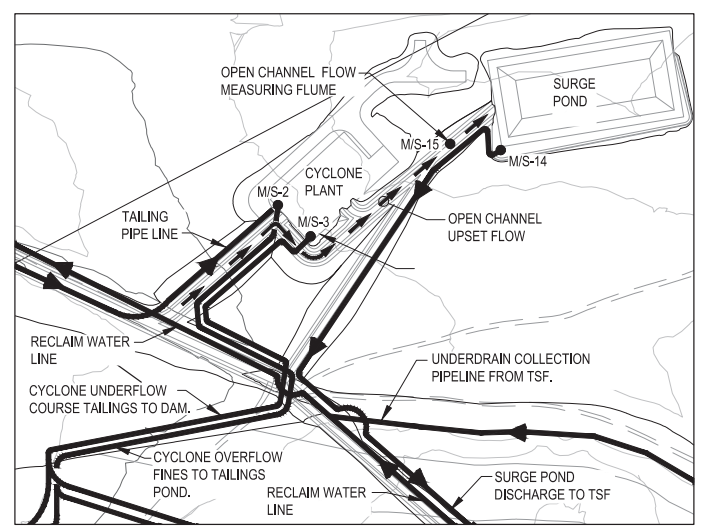 OPEN CHANNEL FLOW
MEASURING FLUME
SURGE
POND
M/S-15
M/S-14
CYCLONE
PLANT
M/S-2
M/S-3
TAILING
PIPE LINE
OPEN CHANNEL
UPSET FLOW
RECLAIM WATER
LINE
UNDERDRAIN COLLECTION
PIPELINE FROM TSF.
CYCLONE UNDERFLOW
COURSE TAILINGS TO DAM.
CYCLONE OVERFLOW
FINES TO TAILINGS
POND.
RECLAIM WATER
LINE
SURGE POND
DISCHARGE TO TSF